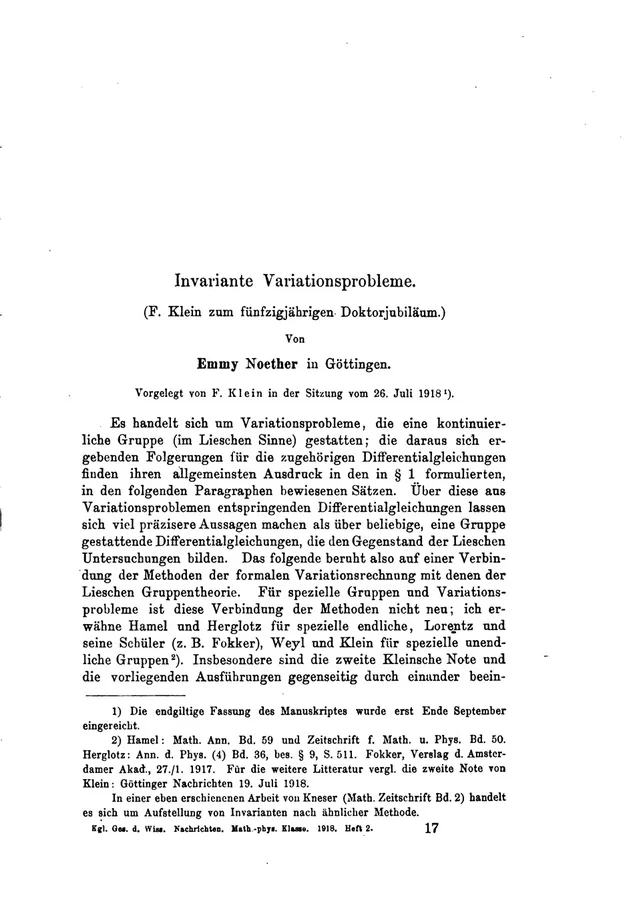 Invariante Variationsprobleme.
(F. Klein zum fünfzigjährigen Doktorjubiläum.)
Von
Emmy Noether in Göttingen.
Vorgelegt von F. Klein in der Sitzung vom 26. Juli 1918¹).
Es handelt sich um Variationsprobleme, die eine kontinuier-
liche Gruppe (im Lieschen Sinne) gestatten; die daraus sich er-
gebenden Folgerungen für die zugehörigen Differentialgleichungen
finden ihren allgemeinsten Ausdruck in den in § 1 formulierten,
in den folgenden Paragraphen bewiesenen Sätzen. Über diese aus
Variationsproblemen entspringenden Differentialgleichungen lassen
sich viel präzisere Aussagen machen als über beliebige, eine Gruppe
gestattende Differentialgleichungen, die den Gegenstand der Lieschen
Untersuchungen bilden. Das folgende beruht also auf einer Verbin-
dung der Methoden der formalen Variationsrechnung mit denen der
Lieschen Gruppentheorie. Für spezielle Gruppen und Variations-
probleme ist diese Verbindung der Methoden nicht neu; ich er-
wähne Hamel und Herglotz für spezielle endliche, Lorentz und
seine Schüler (z. B. Fokker), Weyl und Klein für spezielle unend-
liche Gruppen²). Insbesondere sind die zweite Kleinsche Note und
die vorliegenden Ausführungen gegenseitig durch einander beein-
1) Die endgiltige Fassung des Manuskriptes wurde erst Ende September
eingereicht.
2) Hamel: Math. Ann. Bd. 59 und Zeitschrift f. Math. u. Phys. Bd. 50.
Herglotz: Ann. d. Phys. (4) Bd. 36, bes. § 9, S. 511. Fokker, Verslag d. Amster-
damer Akad., 27./1. 1917. Für die weitere Litteratur vergl. die zweite Note von
Klein: Göttinger Nachrichten 19. Juli 1918.
In einer eben erschienenen Arbeit von Kneser (Math. Zeitschrift Bd. 2) handelt
es sich um Aufstellung von Invarianten nach ähnlicher Methode.
Kgl. Ges. d. Wiss. Nachrichten. Math.-phys. Klasse. 1918. Heft 2. 17